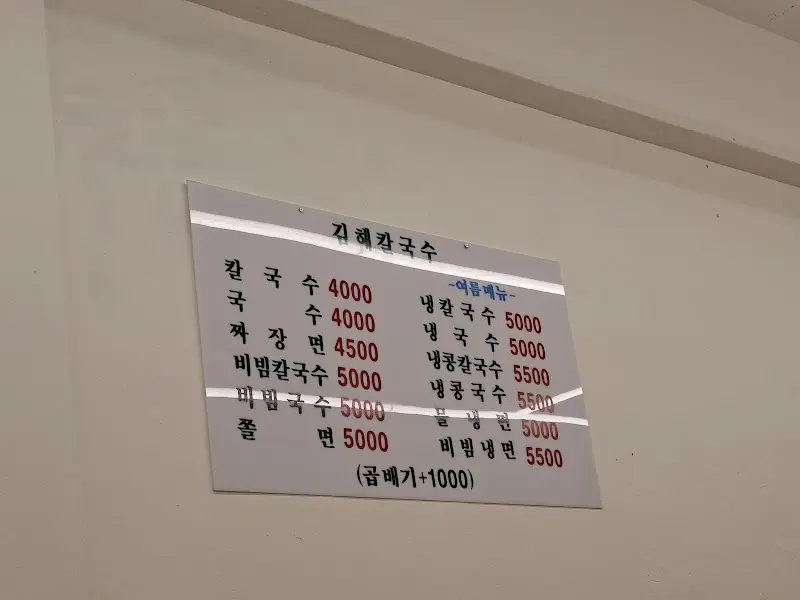 김해칼국수
칼국수 4000
국수 4000
짜장면 4500
비빔칼국수 5000
비빔국수 5000
쫄면 5000
-여름메뉴-
냉칼국수 5000
냉국수 5000
냉콩칼국수 5500
냉콩국수 5500
물냉면 5000
비빔냉면 5500
(곱배기+1000)